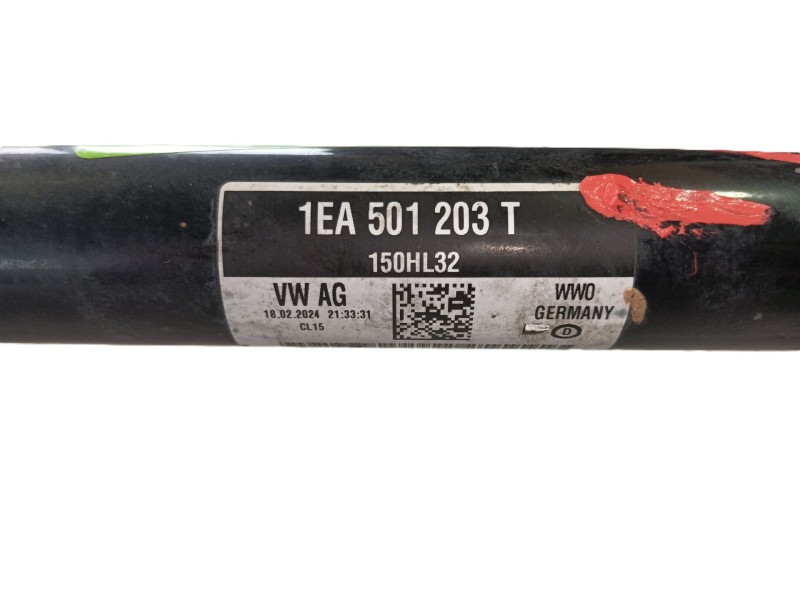 1EA 501 203 T
150HL32
VW AG
18.02.2024 21:33:31
CL15
WWO
GERMANY
D